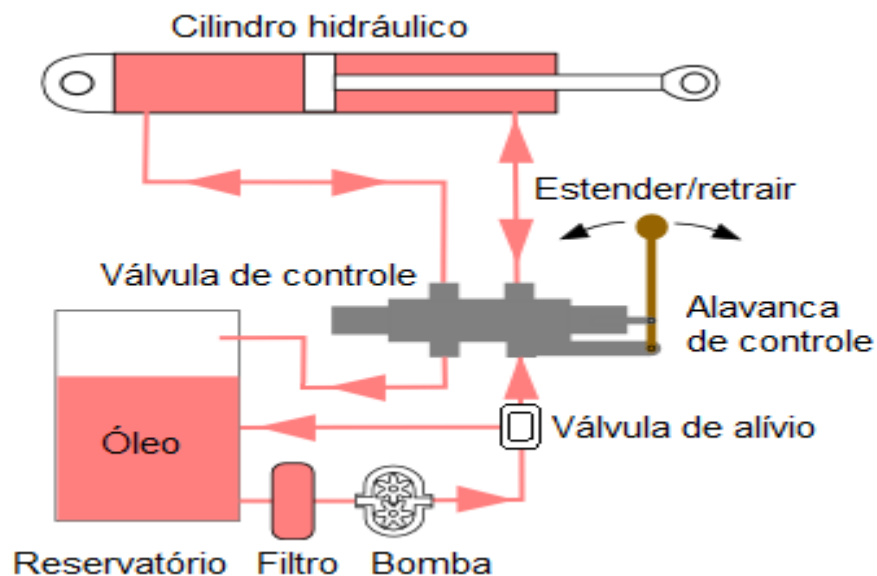 Cilindro hidráulico
Estender/retrair
Válvula de controle
Alavanca
de controle
Válvula de alívio
Óleo
Reservatório
Filtro
Bomba